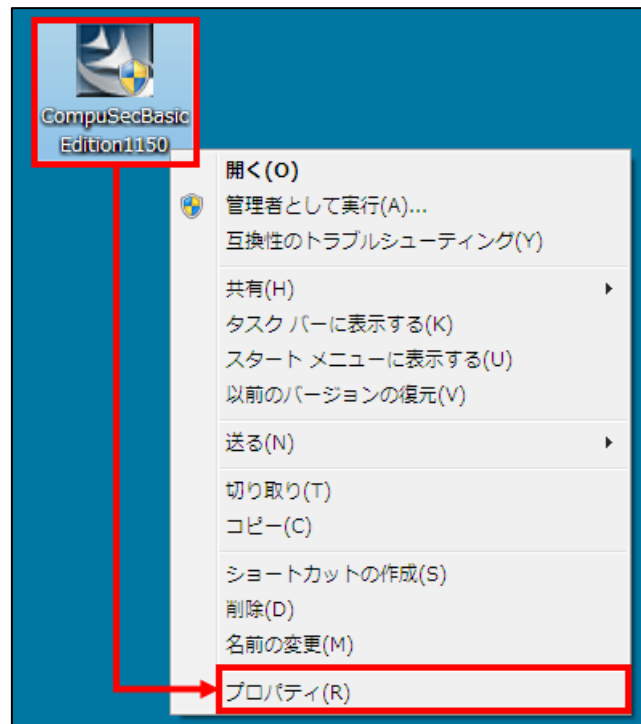 CompuSecBasic
Edition1150
開く(O)
管理者として実行(A)...
互換性のトラブルシューティング(Y)
共有(H)
タスク バーに表示する(K)
スタート メニューに表示する(U)
以前のバージョンの復元(V)
送る(N)
切り取り(T)
コピー(C)
ショートカットの作成(S)
削除(D)
名前の変更(M)
プロパティ(R)